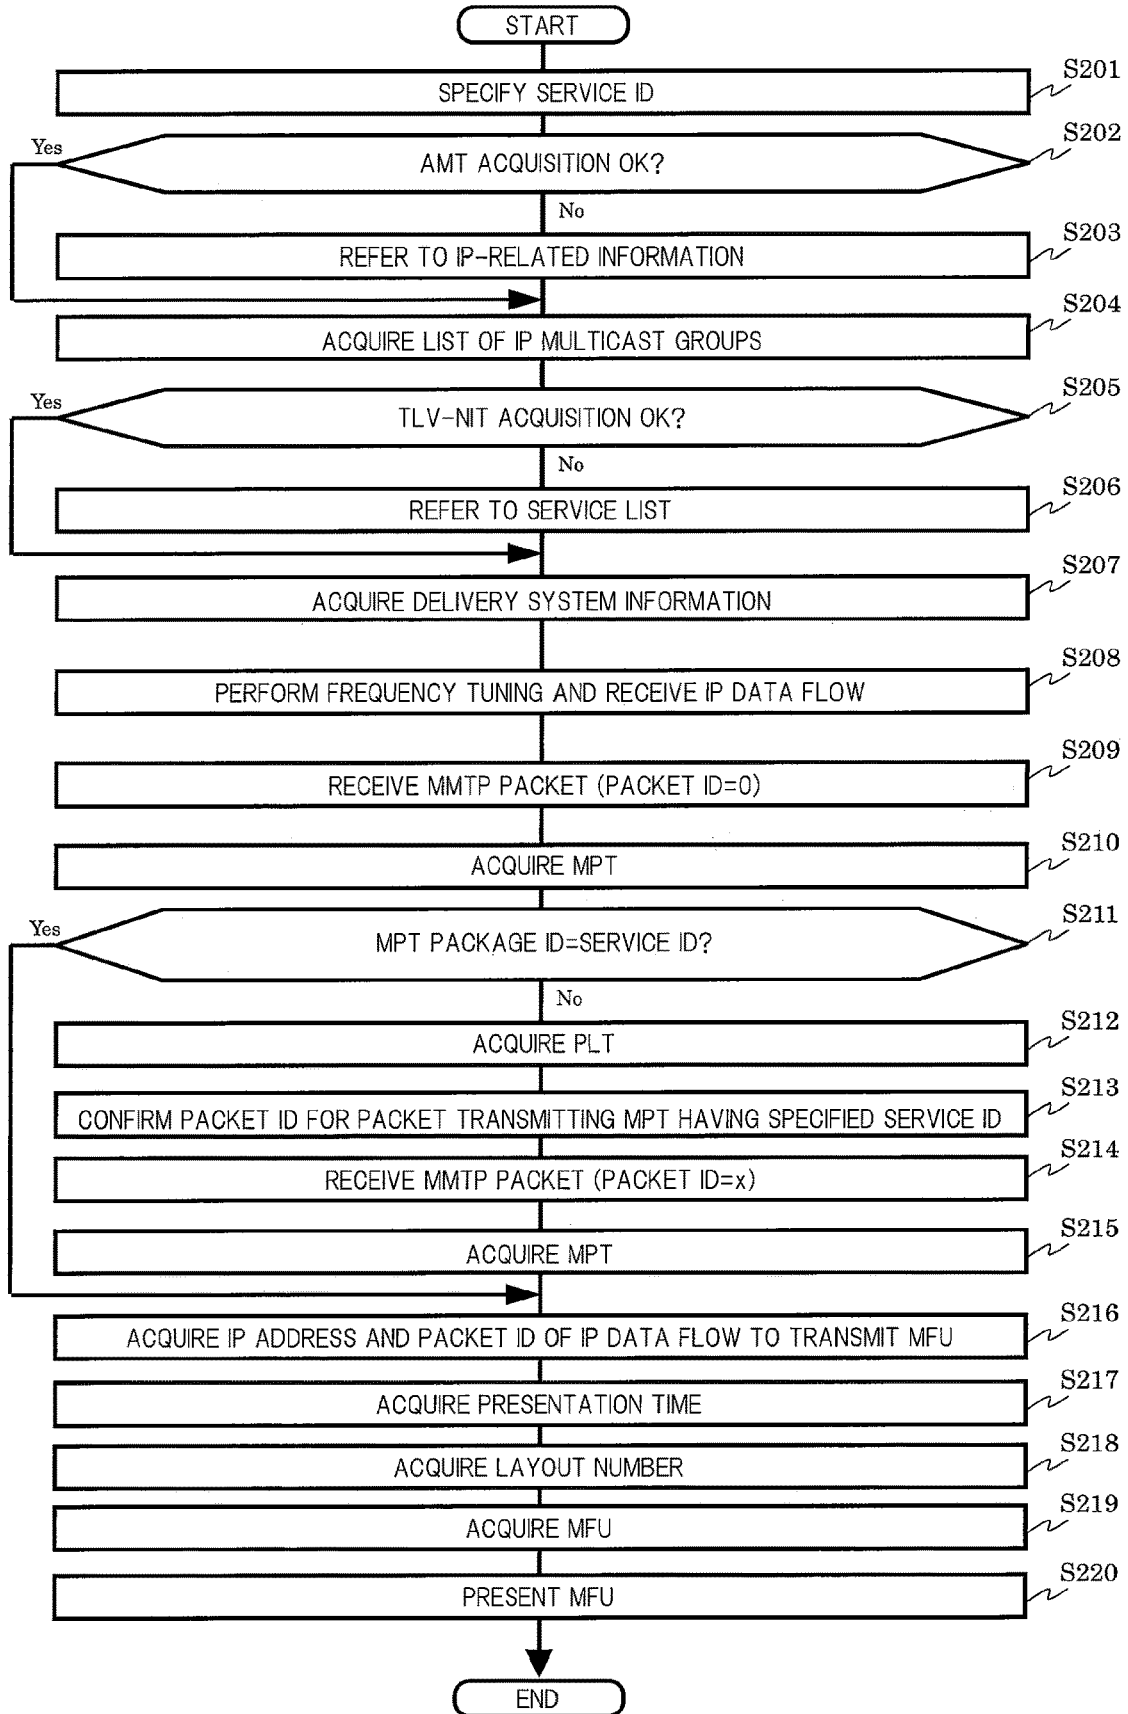 START
S201
SPECIFY SERVICE ID
S202
Yes
AMT ACQUISITION OK?
No
S203
REFER TO IP-RELATED INFORMATION
S204
ACQUIRE LIST OF IP MULTICAST GROUPS
S205
Yes
TLV-NIT ACQUISITION OK?
No
S206
REFER TO SERVICE LIST
S207
ACQUIRE DELIVERY SYSTEM INFORMATION
S208
PERFORM FREQUENCY TUNING AND RECEIVE IP DATA FLOW
S209
RECEIVE MMTP PACKET (PACKET ID=0)
S210
ACQUIRE MPT
S211
Yes
MPT PACKAGE ID=SERVICE ID?
No
S212
ACQUIRE PLT
S213
CONFIRM PACKET ID FOR PACKET TRANSMITTING MPT HAVING SPECIFIED SERVICE ID
S214
RECEIVE MMTP PACKET (PACKET ID=x)
S215
ACQUIRE MPT
S216
ACQUIRE IP ADDRESS AND PACKET ID OF IP DATA FLOW TO TRANSMIT MFU
S217
ACQUIRE PRESENTATION TIME
S218
ACQUIRE LAYOUT NUMBER
S219
ACQUIRE MFU
S220
PRESENT MFU
END